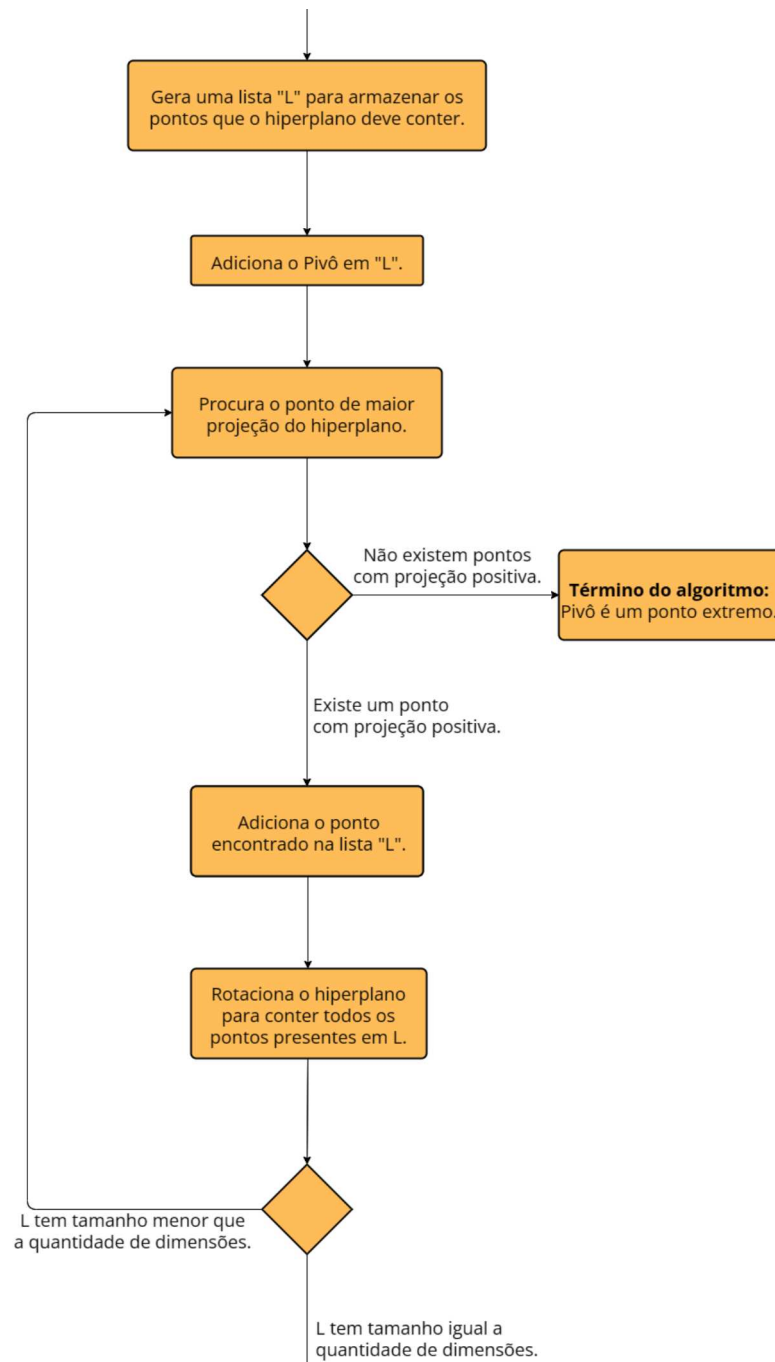 Gera uma lista "L" para armazenar os
pontos que o hiperplano deve conter.
Adiciona o Pivô em "L".
Procura o ponto de maior
projeção do hiperplano.
Não existem pontos
com projeção positiva.
Término do algoritmo:
Pivô é um ponto extremo.
Existe um ponto
com projeção positiva.
Adiciona o ponto
encontrado na lista "L".
Rotaciona o hiperplano
para conter todos os
pontos presentes em L.
L tem tamanho menor que
a quantidade de dimensões.
L tem tamanho igual a
quantidade de dimensões.